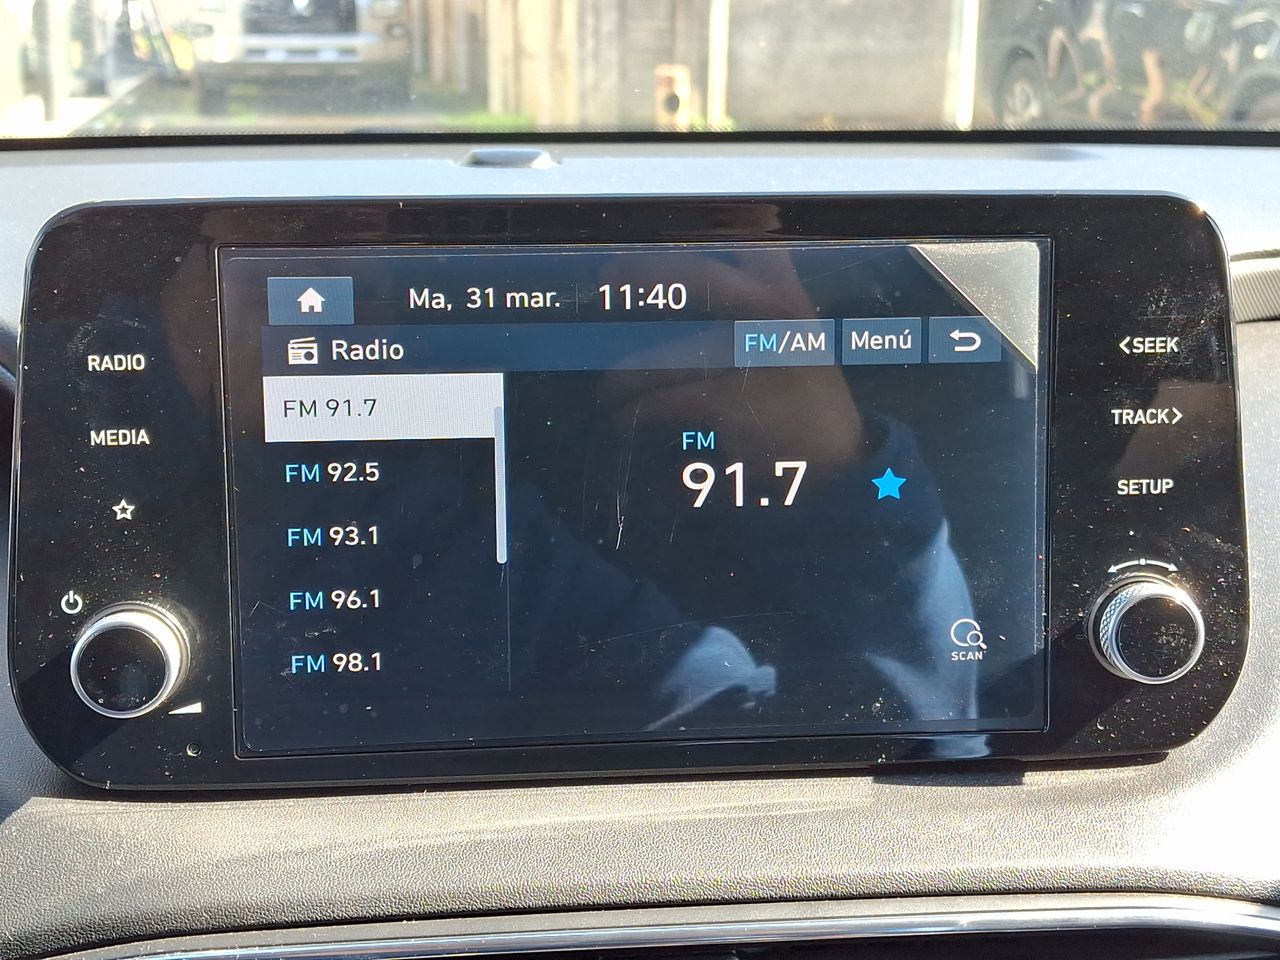 Ma, 31 mar. 11:40
Radio FM/AM Menú
RADIO
MEDIA
FM 91.7
FM 92.5
FM 93.1
FM 96.1
FM 98.1
FM
91.7
SCAN
<SEEK
TRACK>
SETUP